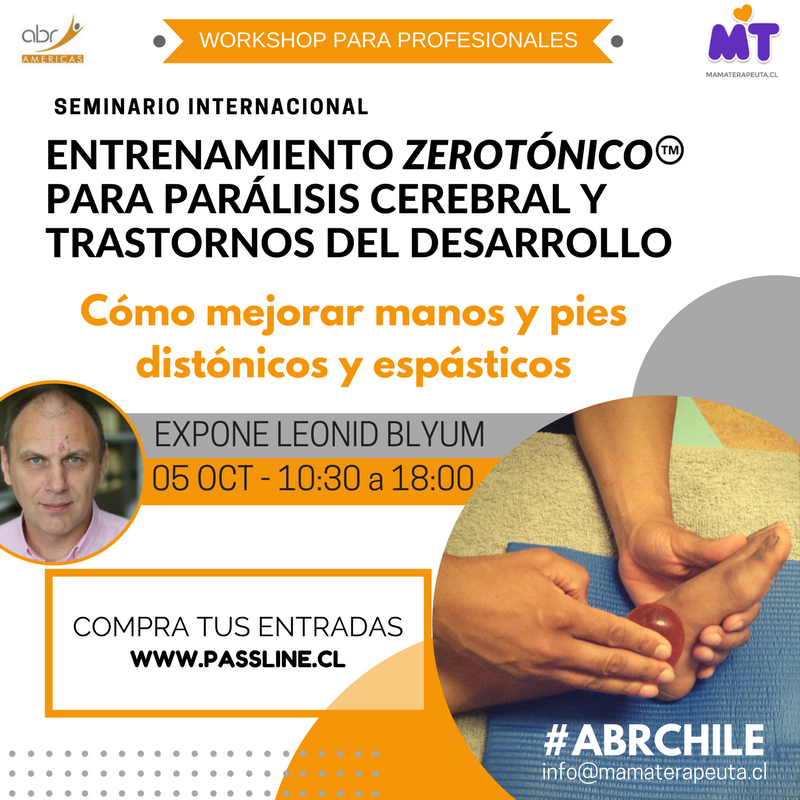 abr
AMERICAS
WORKSHOP PARA PROFESIONALES
MT
MAMATERAPEUTA.CL
SEMINARIO INTERNACIONAL
ENTRENAMIENTO ZEROTÓNICO™
PARA PARÁLISIS CEREBRAL Y
TRASTORNOS DEL DESARROLLO
Cómo mejorar manos y pies
distónicos y espásticos
EXPONE LEONID BLYUM
05 OCT - 10:30 a 18:00
COMPRA TUS ENTRADAS
WWW.PASSLINE.CL
#ABRCHILE
info@mamaterapeuta.cl